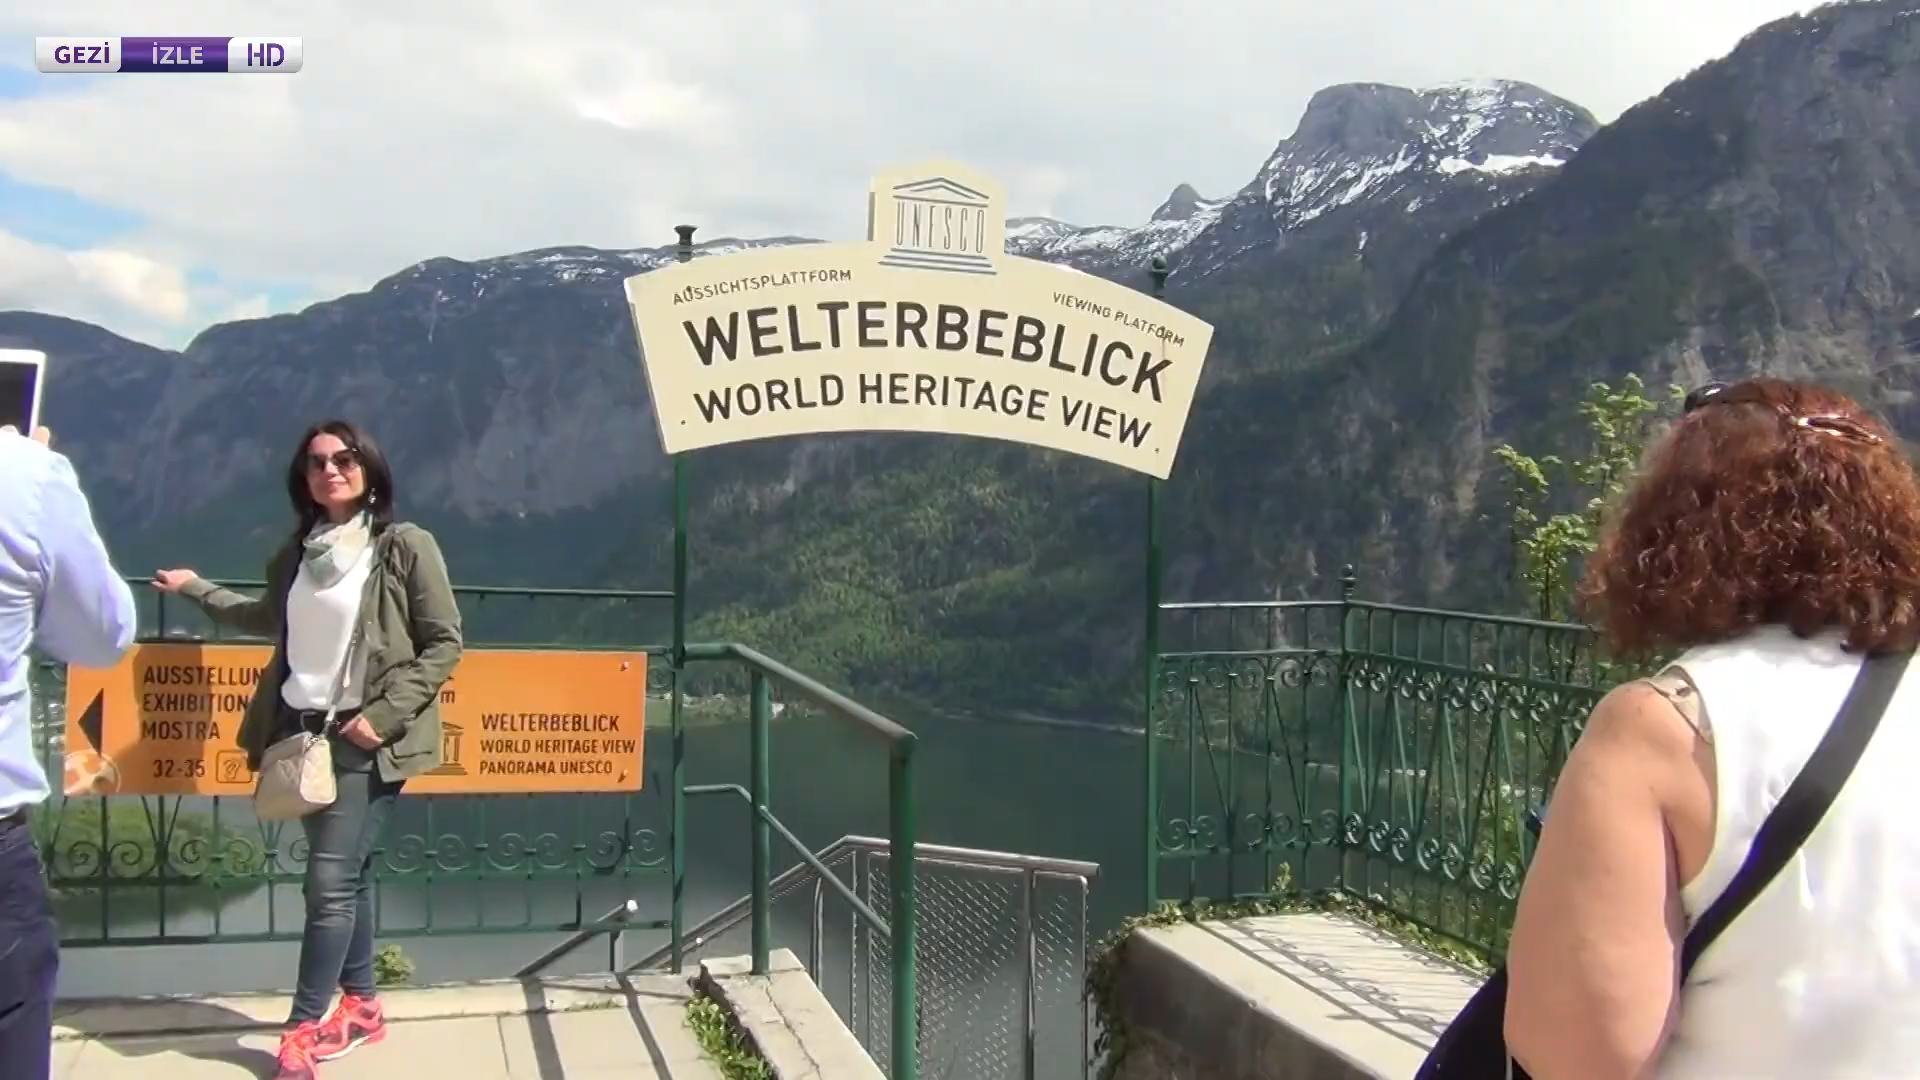 GEZİ İZLE HD
UNESCO
AUSSICHTSPLATTFORM
VIEWING PLATFORM
WELTERBEBLICK
WORLD HERITAGE VIEW
AUSSTELLUN
EXHIBITION
MOSTRA
32-35
m
WELTERBEBLICK
WORLD HERITAGE VIEW
PANORAMA UNESCO